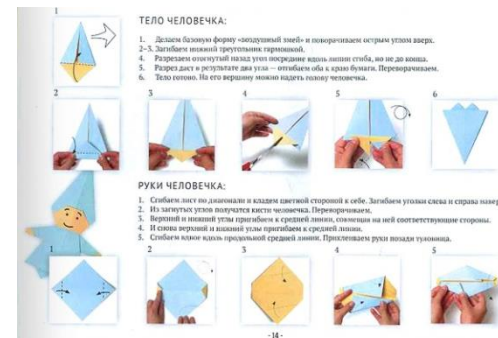 ТЕЛО ЧЕЛОВЕЧКА:
1. Делаем базовую форму «воздушный змей» и поворачиваем острым углом вверх.
2–3. Загибаем нижний треугольник гармошкой.
4. Разрезаем отогнутый назад угол посредине вдоль линии сгиба, но не до конца.
5. Разрез даст в результате два угла — отгибаем оба к краю бумаги. Переворачиваем.
6. Тело готово. На его вершину можно надеть голову человечка.
1
2
3
4
5
6
РУКИ ЧЕЛОВЕЧКА:
1. Сгибаем лист по диагонали и кладем цветной стороной к себе. Загибаем уголки слева и справа
2. Из загнутых углов получатся кисти человечка. Переворачиваем.
3. Верхний и нижний углы пригибаем к средней линии, совмещая на ней соответствующие стороны.
4. И снова верхний и нижний углы пригибаем к средней линии.
5. Сгибаем вдвое вдоль продольной средней линии. Приклеиваем руки позади туловища.
1
2
3
4
5
- 14 -